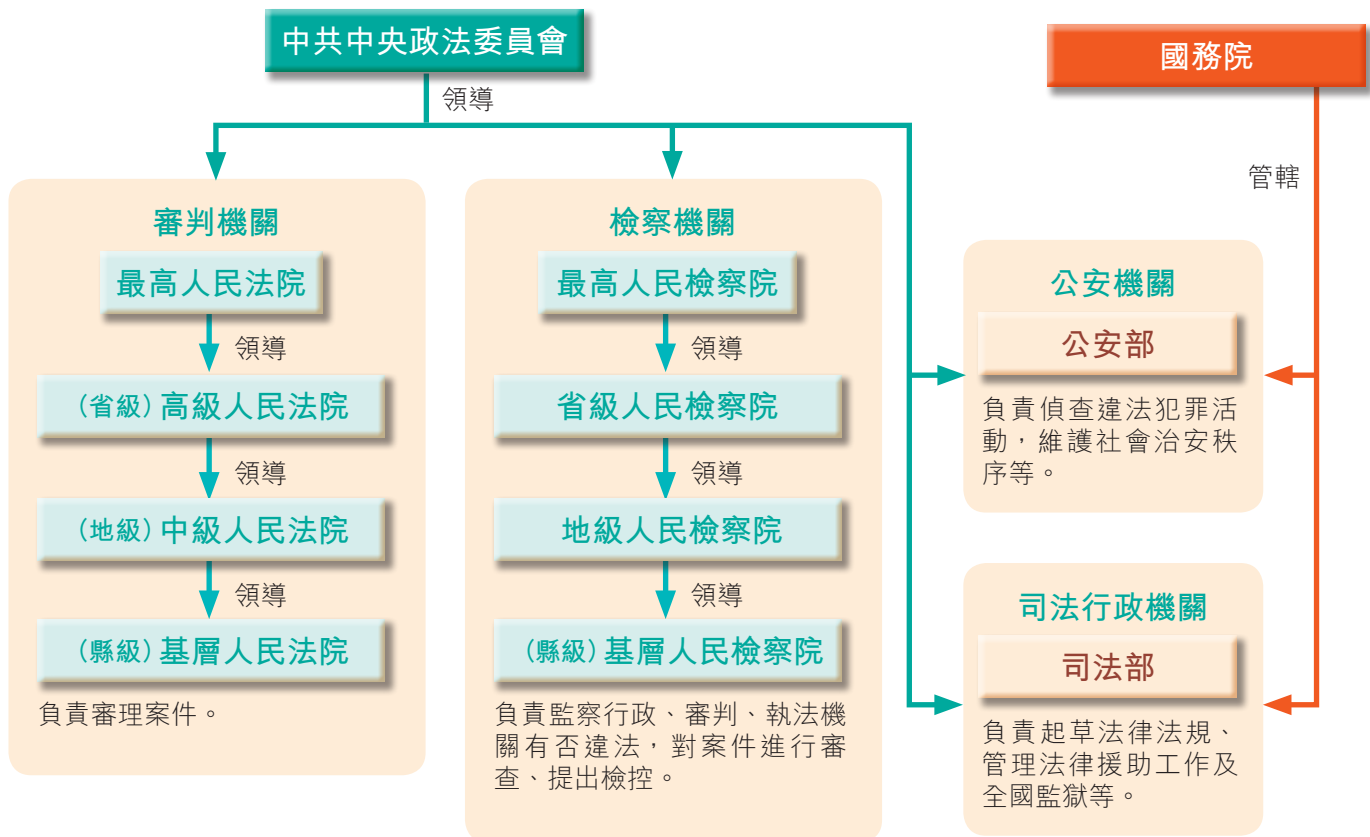 中共中央政法委員會
領導
國務院
管轄
審判機關
最高人民法院
領導
(省級)高級人民法院
領導
(地級)中級人民法院
領導
(縣級)基層人民法院
負責審理案件。
檢察機關
最高人民檢察院
領導
省級人民檢察院
領導
地級人民檢察院
領導
(縣級)基層人民檢察院
負責監察行政、審判、執法機
關有否違法,對案件進行審
查、提出檢控。
公安機關
公安部
負責偵查違法犯罪活
動,維護社會治安秩
序等。
司法行政機關
司法部
負責起草法律法規、
管理法律援助工作及
全國監獄等。